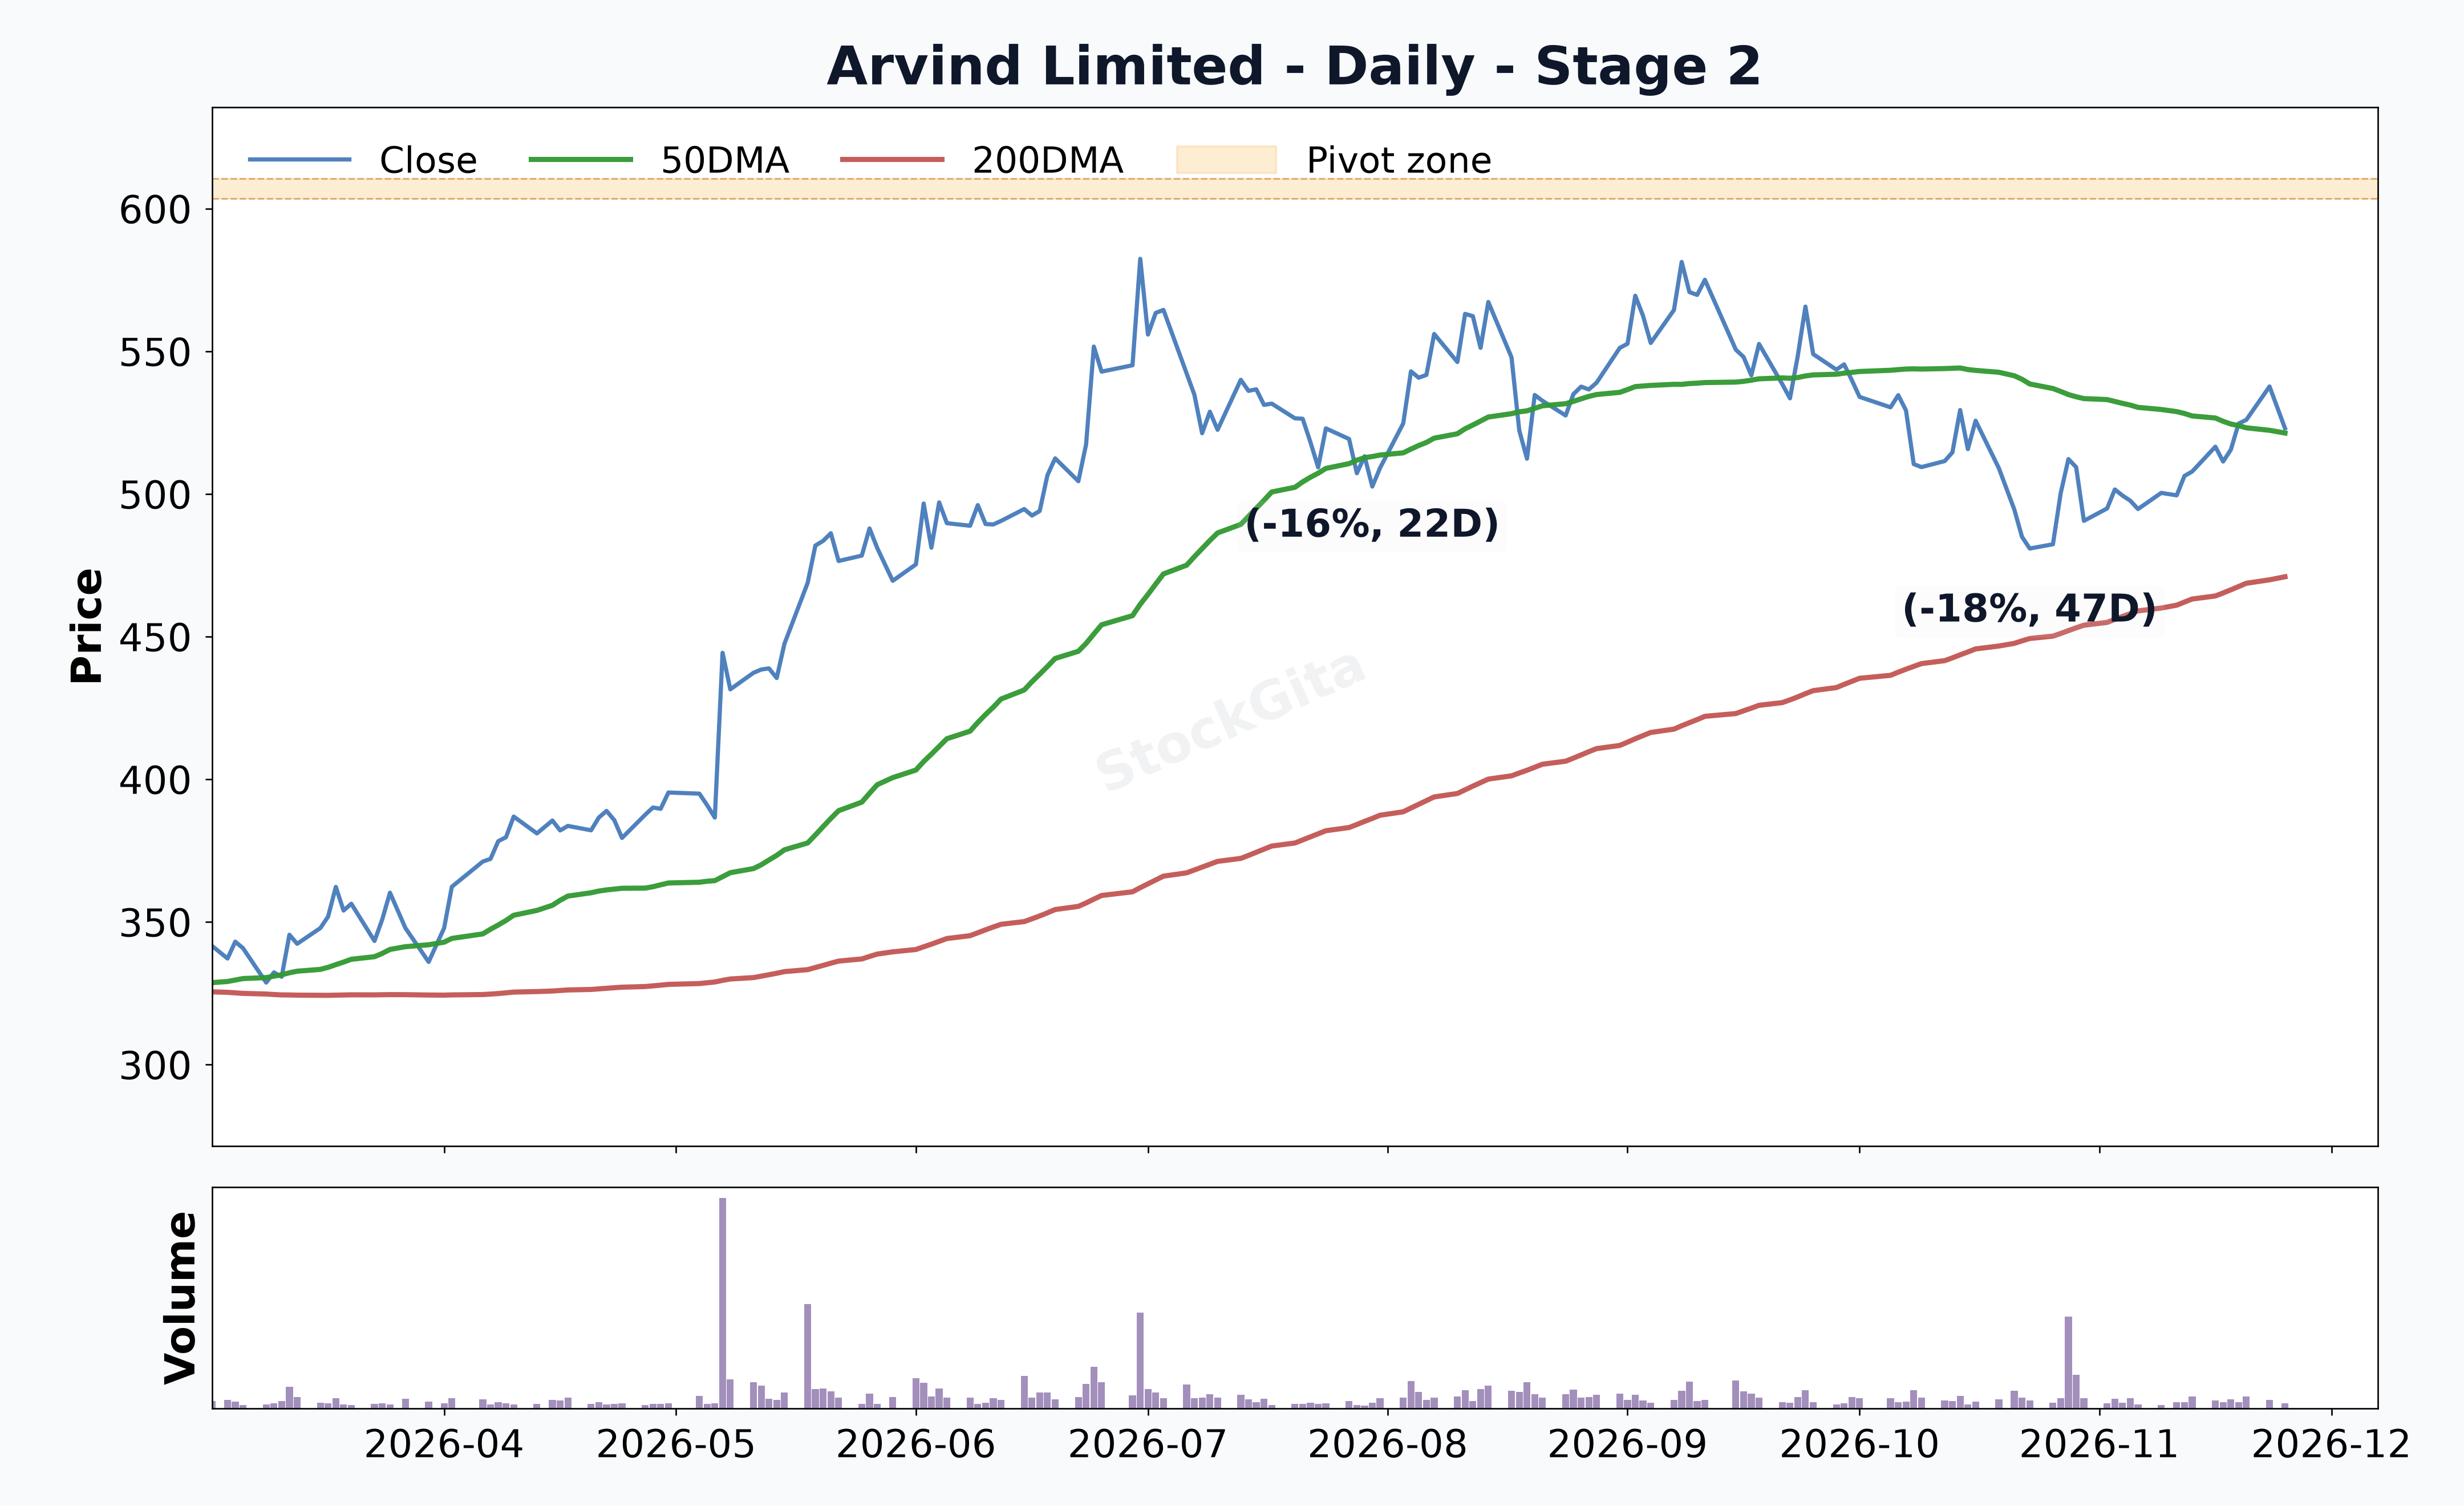 Arvind Limited - Daily - Stage 2
Close 50DMA 200DMA Pivot zone
Price
600
550
500
450
400
350
300
(-16%, 22D)
(-18%, 47D)
StockGita
Volume
2026-04 2026-05 2026-06 2026-07 2026-08 2026-09 2026-10 2026-11 2026-12